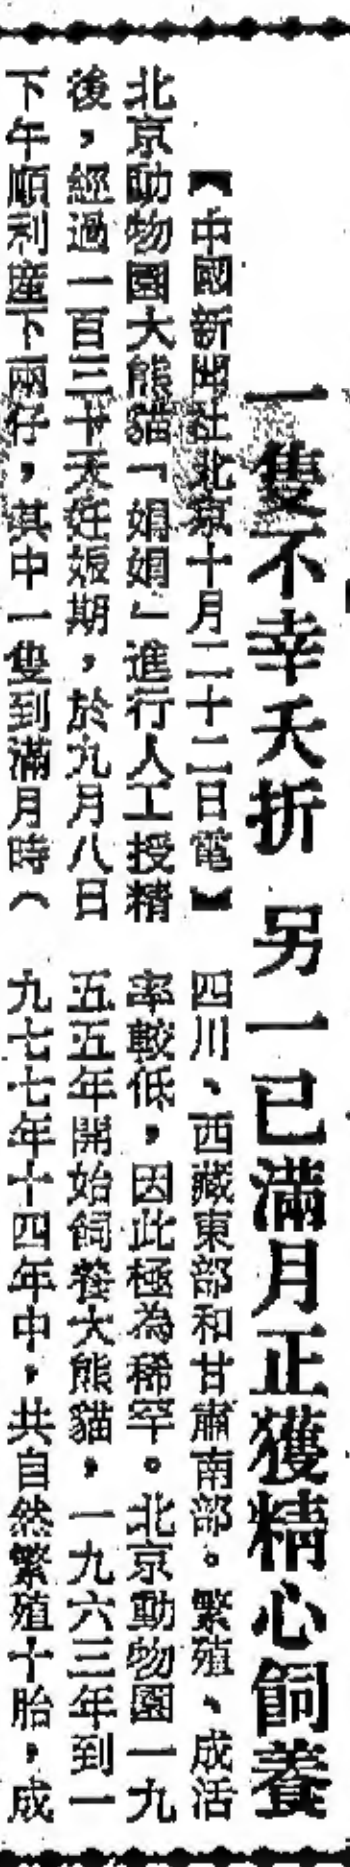 一隻不幸夭折 另一已滿月正獲精心飼養
【中國新聞社北京十月二十二日電】
北京動物園大熊貓「娟娟」進行人工授精
後，經過一百三十天妊娠期，於九月八日
下午順利產下兩仔，其中一隻到滿月時（
四川、西藏東部和甘肅南部。繁殖、成活
率較低，因此極為稀罕。北京動物園一九
五五年開始飼養大熊貓，一九六三年到一
九七七年十四年中，共自然繁殖十胎，成